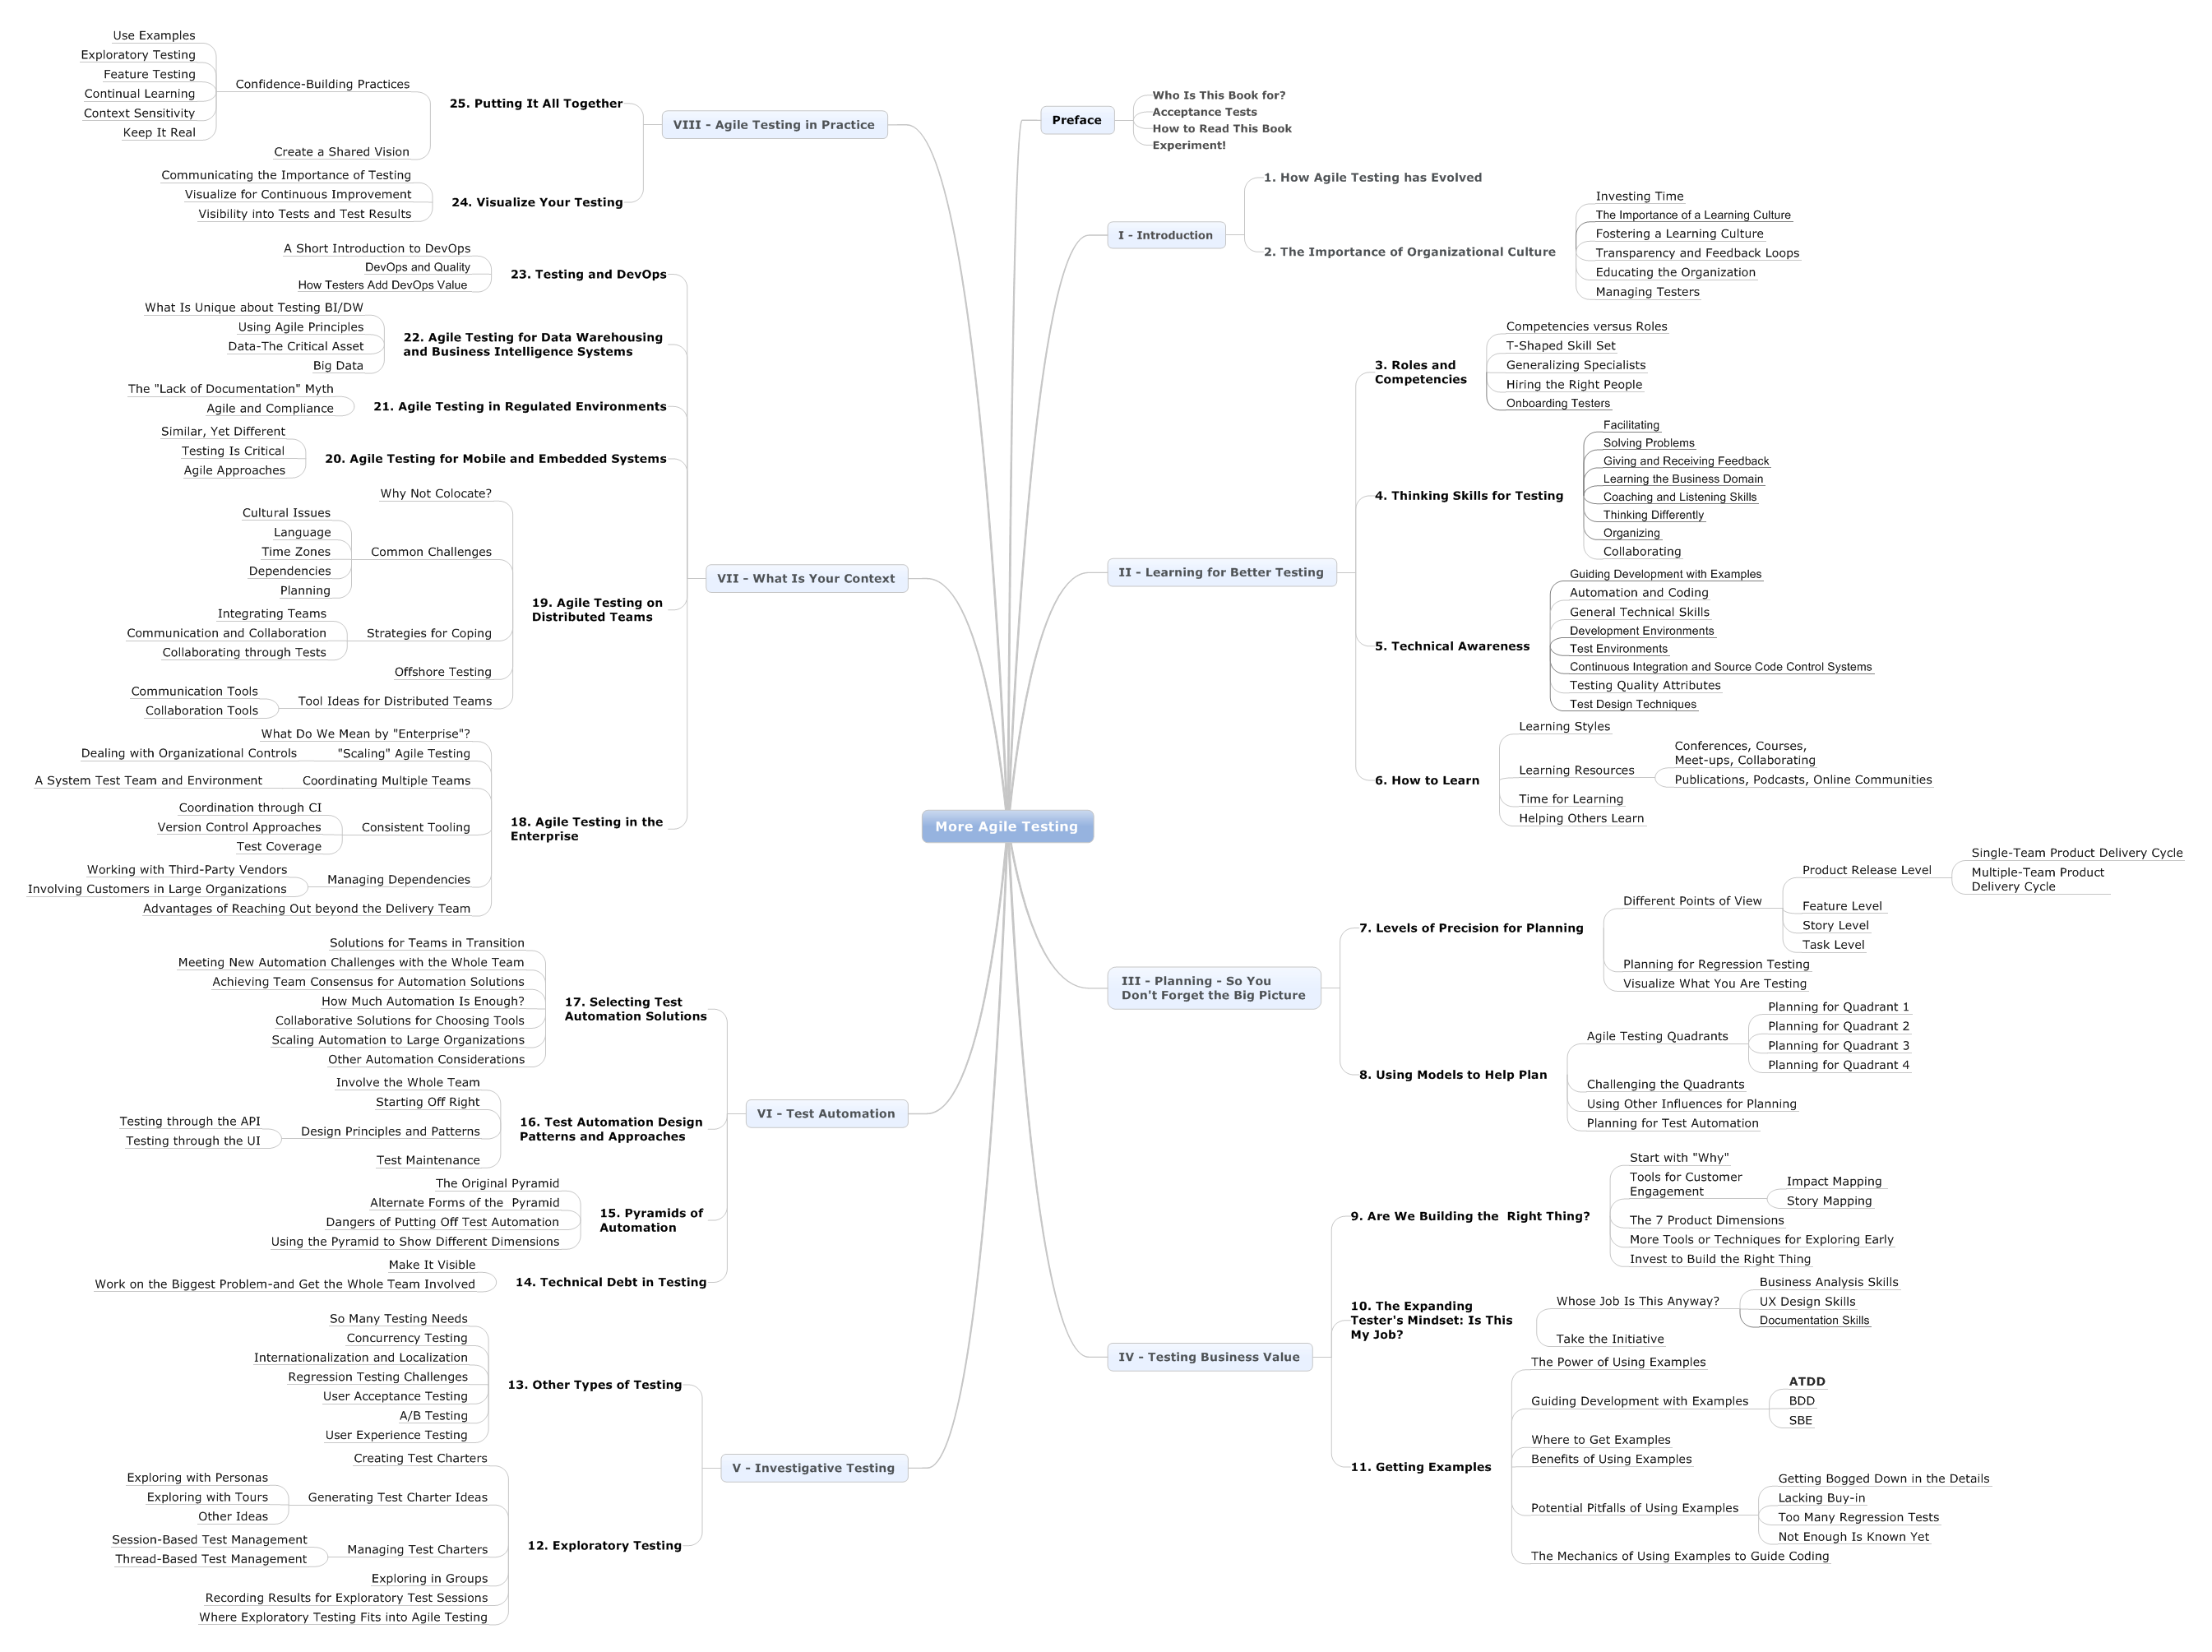 More Agile Testing
Preface
Who Is This Book for?
Acceptance Tests
How to Read This Book
Experiment!
I - Introduction
1. How Agile Testing has Evolved
2. The Importance of Organizational Culture
Investing Time
The Importance of a Learning Culture
Fostering a Learning Culture
Transparency and Feedback Loops
Educating the Organization
Managing Testers
II - Learning for Better Testing
3. Roles and
Competencies
Competencies versus Roles
T-Shaped Skill Set
Generalizing Specialists
Hiring the Right People
Onboarding Testers
4. Thinking Skills for Testing
Facilitating
Solving Problems
Giving and Receiving Feedback
Learning the Business Domain
Coaching and Listening Skills
Thinking Differently
Organizing
Collaborating
5. Technical Awareness
Guiding Development with Examples
Automation and Coding
General Technical Skills
Development Environments
Test Environments
Continuous Integration and Source Code Control Systems
Testing Quality Attributes
Test Design Techniques
6. How to Learn
Learning Styles
Learning Resources
Conferences, Courses,
Meet-ups, Collaborating
Publications, Podcasts, Online Communities
Time for Learning
Helping Others Learn
III - Planning - So You
Don't Forget the Big Picture
7. Levels of Precision for Planning
Different Points of View
Product Release Level
Single-Team Product Delivery Cycle
Multiple-Team Product
Delivery Cycle
Feature Level
Story Level
Task Level
Planning for Regression Testing
Visualize What You Are Testing
8. Using Models to Help Plan
Agile Testing Quadrants
Planning for Quadrant 1
Planning for Quadrant 2
Planning for Quadrant 3
Planning for Quadrant 4
Challenging the Quadrants
Using Other Influences for Planning
Planning for Test Automation
IV - Testing Business Value
9. Are We Building the  Right Thing?
Start with "Why"
Tools for Customer
Engagement
Impact Mapping
Story Mapping
The 7 Product Dimensions
More Tools or Techniques for Exploring Early
Invest to Build the Right Thing
10. The Expanding
Tester's Mindset: Is This
My Job?
Whose Job Is This Anyway?
Business Analysis Skills
UX Design Skills
Documentation Skills
Take the Initiative
11. Getting Examples
The Power of Using Examples
Guiding Development with Examples
ATDD
BDD
SBE
Where to Get Examples
Benefits of Using Examples
Potential Pitfalls of Using Examples
Getting Bogged Down in the Details
Lacking Buy-in
Too Many Regression Tests
Not Enough Is Known Yet
The Mechanics of Using Examples to Guide Coding
VIII - Agile Testing in Practice
25. Putting It All Together
Confidence-Building Practices
Use Examples
Exploratory Testing
Feature Testing
Continual Learning
Context Sensitivity
Keep It Real
Create a Shared Vision
24. Visualize Your Testing
Communicating the Importance of Testing
Visualize for Continuous Improvement
Visibility into Tests and Test Results
VII - What Is Your Context
23. Testing and DevOps
A Short Introduction to DevOps
DevOps and Quality
How Testers Add DevOps Value
22. Agile Testing for Data Warehousing
and Business Intelligence Systems
What Is Unique about Testing BI/DW
Using Agile Principles
Data-The Critical Asset
Big Data
21. Agile Testing in Regulated Environments
The "Lack of Documentation" Myth
Agile and Compliance
20. Agile Testing for Mobile and Embedded Systems
Similar, Yet Different
Testing Is Critical
Agile Approaches
19. Agile Testing on
Distributed Teams
Why Not Colocate?
Common Challenges
Cultural Issues
Language
Time Zones
Dependencies
Planning
Strategies for Coping
Integrating Teams
Communication and Collaboration
Collaborating through Tests
Offshore Testing
Tool Ideas for Distributed Teams
Communication Tools
Collaboration Tools
18. Agile Testing in the
Enterprise
What Do We Mean by "Enterprise"?
"Scaling" Agile Testing
Dealing with Organizational Controls
Coordinating Multiple Teams
A System Test Team and Environment
Consistent Tooling
Coordination through CI
Version Control Approaches
Test Coverage
Managing Dependencies
Working with Third-Party Vendors
Involving Customers in Large Organizations
Advantages of Reaching Out beyond the Delivery Team
VI - Test Automation
17. Selecting Test
Automation Solutions
Solutions for Teams in Transition
Meeting New Automation Challenges with the Whole Team
Achieving Team Consensus for Automation Solutions
How Much Automation Is Enough?
Collaborative Solutions for Choosing Tools
Scaling Automation to Large Organizations
Other Automation Considerations
16. Test Automation Design
Patterns and Approaches
Involve the Whole Team
Starting Off Right
Design Principles and Patterns
Testing through the API
Testing through the UI
Test Maintenance
15. Pyramids of
Automation
The Original Pyramid
Alternate Forms of the  Pyramid
Dangers of Putting Off Test Automation
Using the Pyramid to Show Different Dimensions
14. Technical Debt in Testing
Make It Visible
Work on the Biggest Problem-and Get the Whole Team Involved
V - Investigative Testing
13. Other Types of Testing
So Many Testing Needs
Concurrency Testing
Internationalization and Localization
Regression Testing Challenges
User Acceptance Testing
A/B Testing
User Experience Testing
12. Exploratory Testing
Creating Test Charters
Generating Test Charter Ideas
Exploring with Personas
Exploring with Tours
Other Ideas
Managing Test Charters
Session-Based Test Management
Thread-Based Test Management
Exploring in Groups
Recording Results for Exploratory Test Sessions
Where Exploratory Testing Fits into Agile Testing